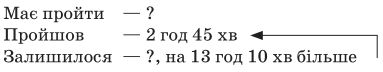 Має пройти — ?
Пройшов — 2 год 45 хв
Залишилося — ?, на 13 год 10 хв більше